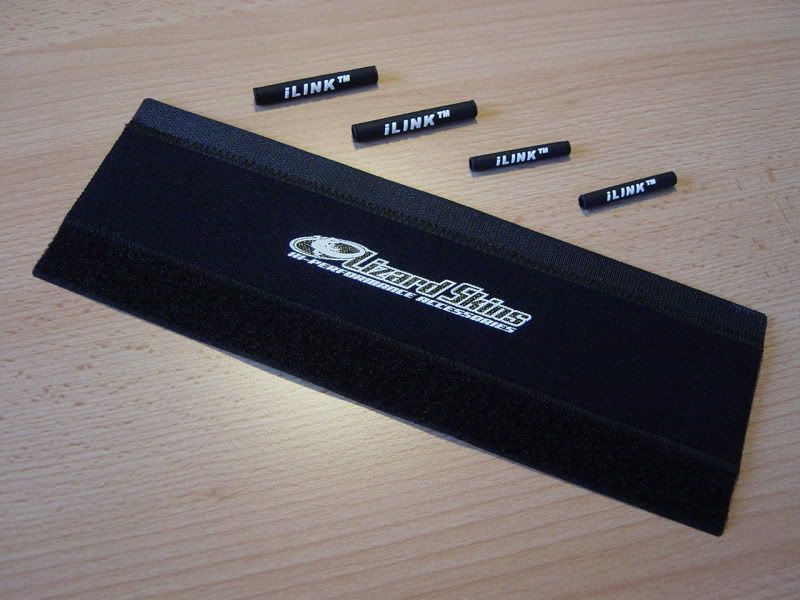 iLINK™
iLINK™
iLINK™
iLINK™
Lizard Skins
HI-PERFORMANCE ACCESSORIES